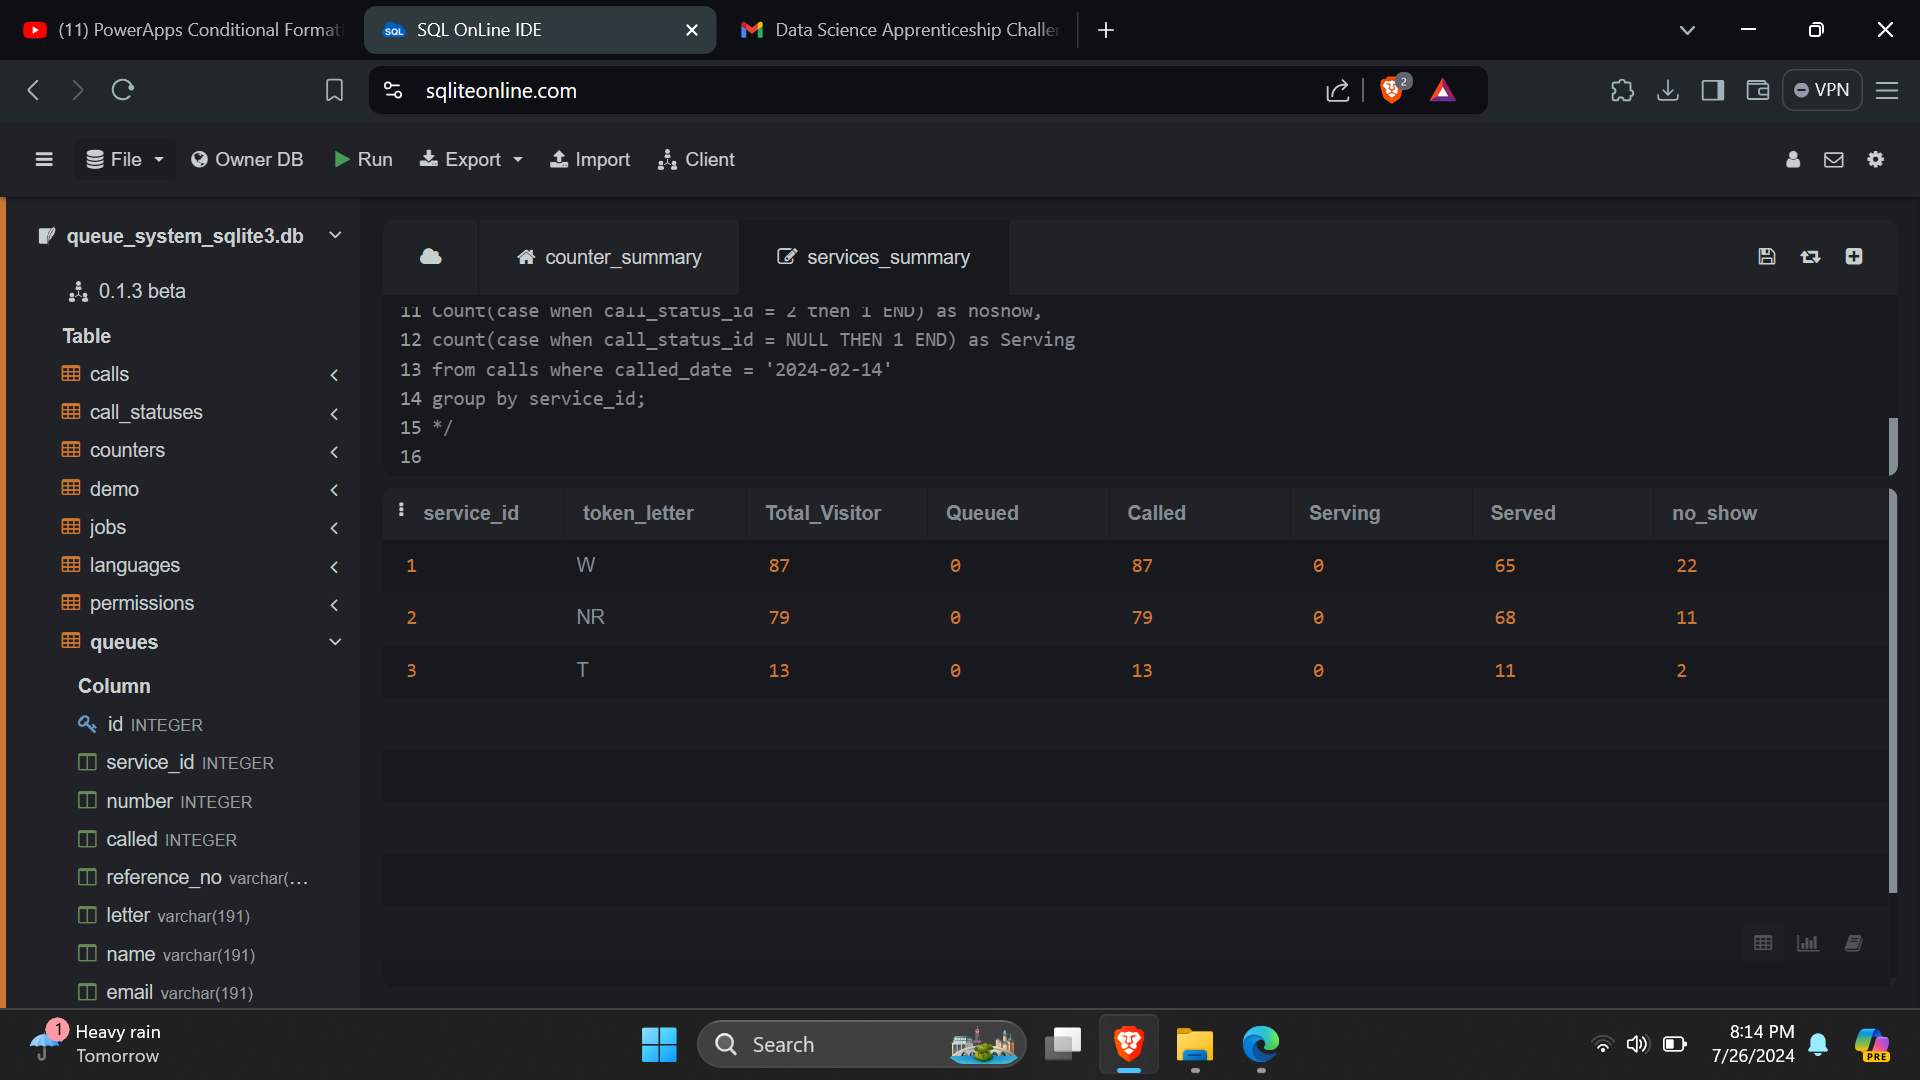 (11) PowerApps Conditional Format
SQL
SQL OnLine IDE
Data Science Apprenticeship Challe
sqliteonline.com
2
VPN
File
Owner DB
Run
Export
Import
Client
queue_system_sqlite3.db
0.1.3 beta
Table
calls
call_statuses
counters
demo
jobs
languages
permissions
queues
Column
id INTEGER
service_id INTEGER
number INTEGER
called INTEGER
reference_no varchar(...
letter varchar(191)
name varchar(191)
email varchar(191)
counter_summary
services_summary
11 Count(case when call_status_id = 2 then 1 END) as noshow,
12 count(case when call_status_id = NULL THEN 1 END) as Serving
13 from calls where called_date = '2024-02-14'
14 group by service_id;
15 */
16
service_id token_letter Total_Visitor Queued Called Serving Served no_show
1 W 87 0 87 0 65 22
2 NR 79 0 79 0 68 11
3 T 13 0 13 0 11 2
1
Heavy rain
Tomorrow
Search
8:14 PM
7/26/2024
PRE